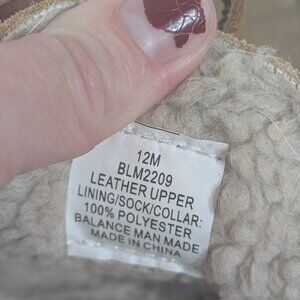 12M
BLM2209
LEATHER UPPER
LINING/SOCK/COLLAR:
100% POLYESTER
BALANCE MAN MADE
MADE IN CHINA